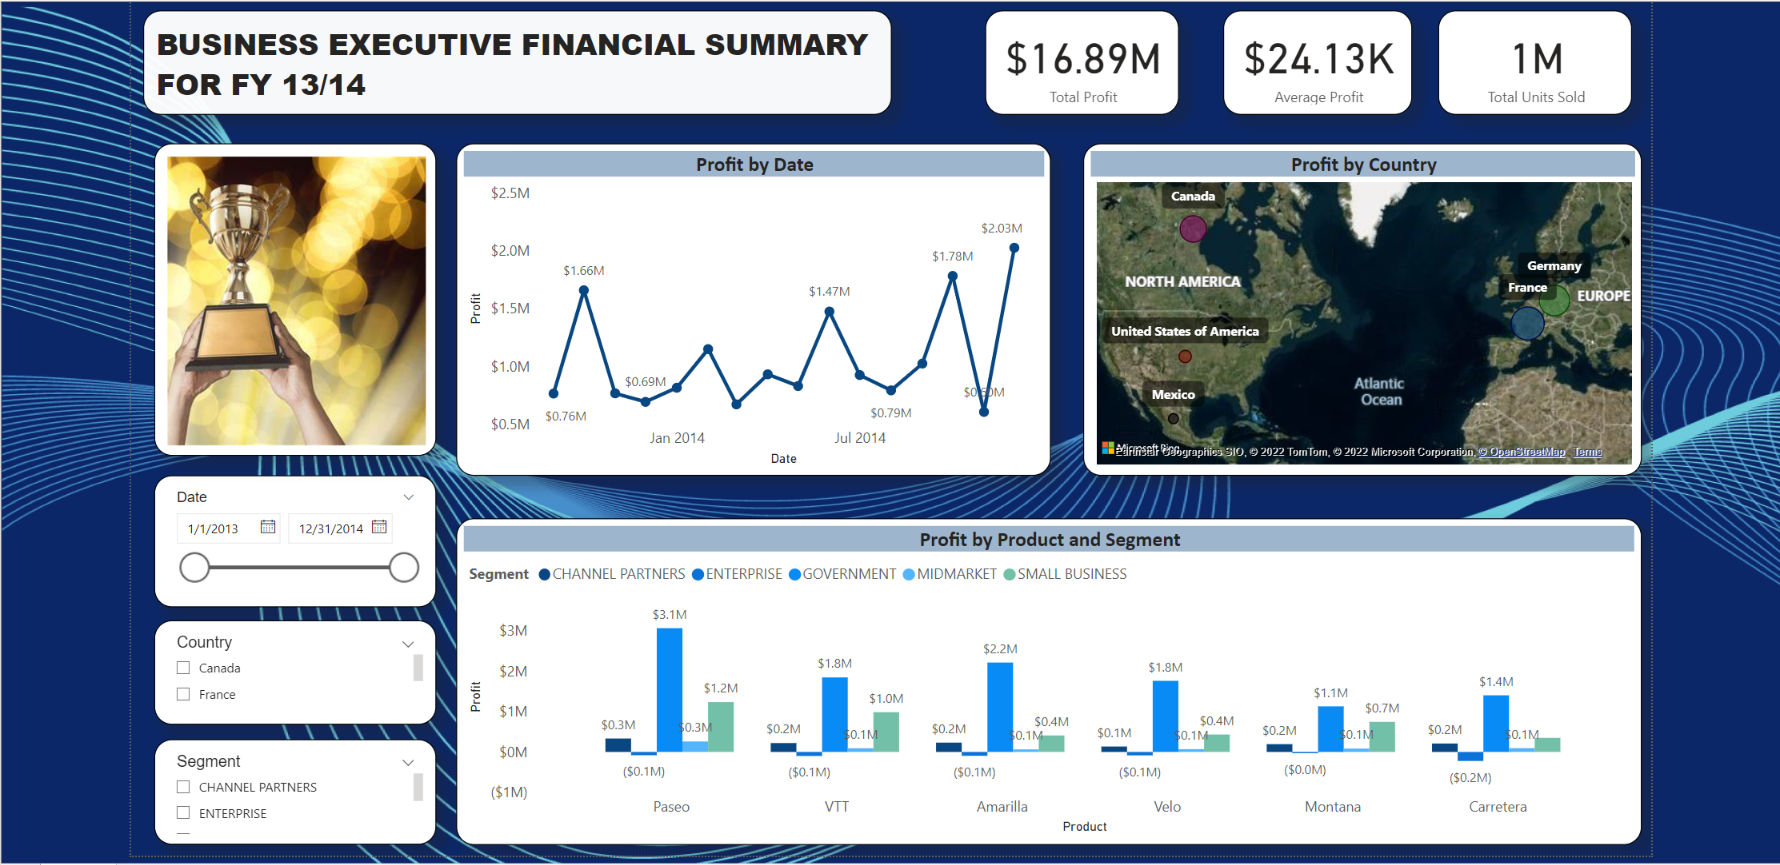 BUSINESS EXECUTIVE FINANCIAL SUMMARY
FOR FY 13/14
$16.89M
Total Profit
$24.13K
Average Profit
1M
Total Units Sold
Profit by Date
$2.5M
$2.0M
$1.5M
$1.0M
$0.5M
Profit
$0.76M
$1.66M
$0.69M
$1.47M
$0.79M
$1.78M
$0.60M
$2.03M
Jan 2014
Jul 2014
Date
Profit by Country
Canada
NORTH AMERICA
Germany
France
EUROPE
United States of America
Mexico
Atlantic
Ocean
Microsoft Bing
Earthstar Geographics SIO, © 2022 TomTom, © 2022 Microsoft Corporation, © OpenStreetMap Terms
Date
1/1/2013
12/31/2014
Country
Canada
France
Segment
CHANNEL PARTNERS
ENTERPRISE
Profit by Product and Segment
Segment CHANNEL PARTNERS ENTERPRISE GOVERNMENT MIDMARKET SMALL BUSINESS
$3M
$2M
$1M
$0M
($1M)
Profit
$0.3M
($0.1M)
$3.1M
$0.3M
$1.2M
$0.2M
($0.1M)
$1.8M
$0.1M
$1.0M
$0.2M
($0.1M)
$2.2M
$0.1M
$0.4M
$0.1M
($0.1M)
$1.8M
$0.1M
$0.4M
$0.2M
($0.0M)
$1.1M
$0.1M
$0.7M
$0.2M
($0.2M)
$1.4M
$0.1M
Paseo
VTT
Amarilla
Velo
Montana
Carretera
Product